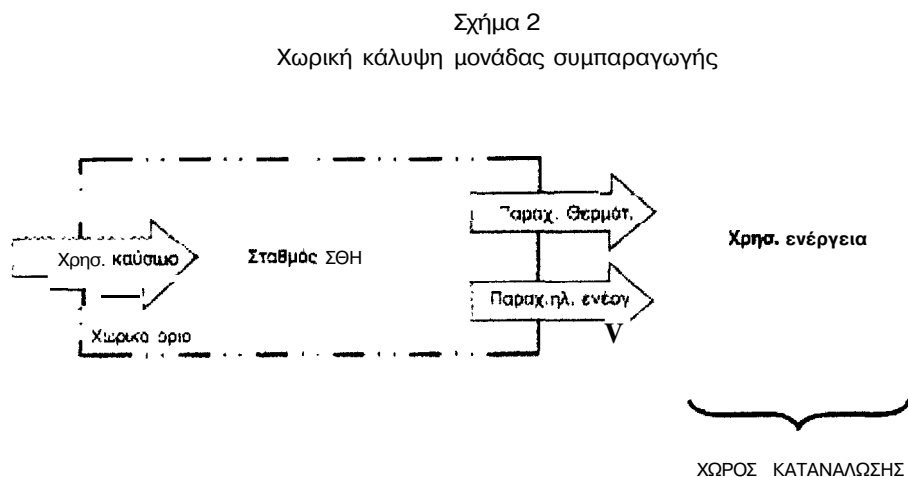 Σχήμα 2
Χωρική κάλυψη μονάδας συμπαραγωγής
Παραχ. Θερμότ.
Χρησ. ενέργεια
Χρησ. καύσιμο
Σταθμός ΣΘΗ
Παραχ.ηλ. ενέργ
V
Χωρικό όριο
ΧΩΡΟΣ ΚΑΤΑΝΑΛΩΣΗΣ